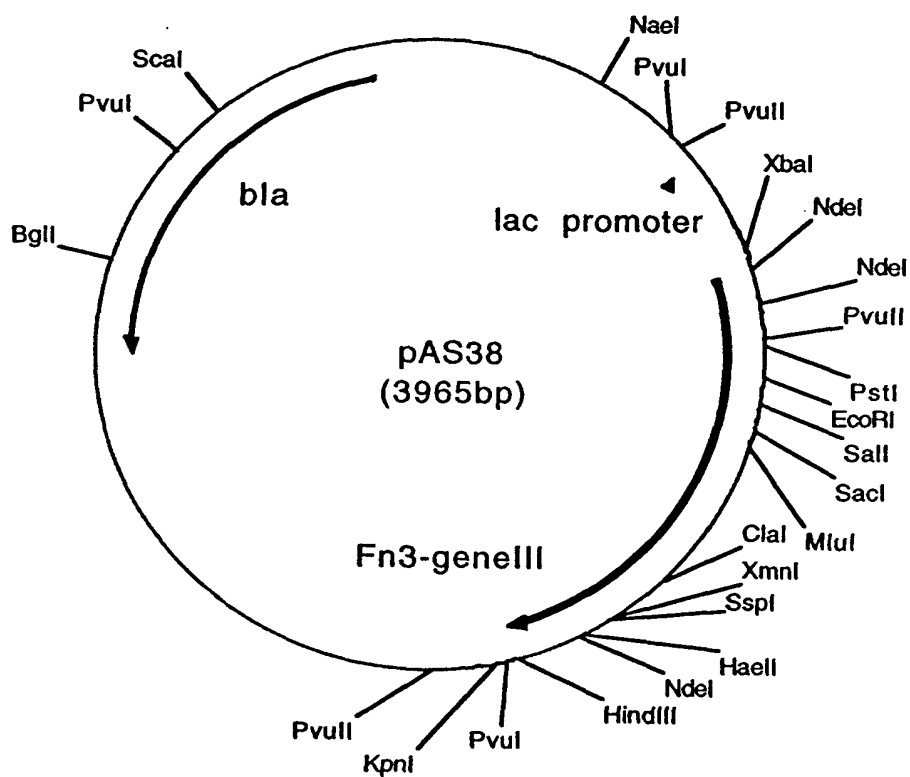 NaeI
ScaI
PvuI
PvuI
PvuII
XbaI
bla
NdeI
lac promoter
BglI
NdeI
PvuII
pAS38
(3965bp)
PstI
EcoRI
SalI
SacI
ClaI
MluI
Fn3-geneIII
XmnI
SspI
HaeII
NdeI
HindIII
PvuII
PvuI
KpnI